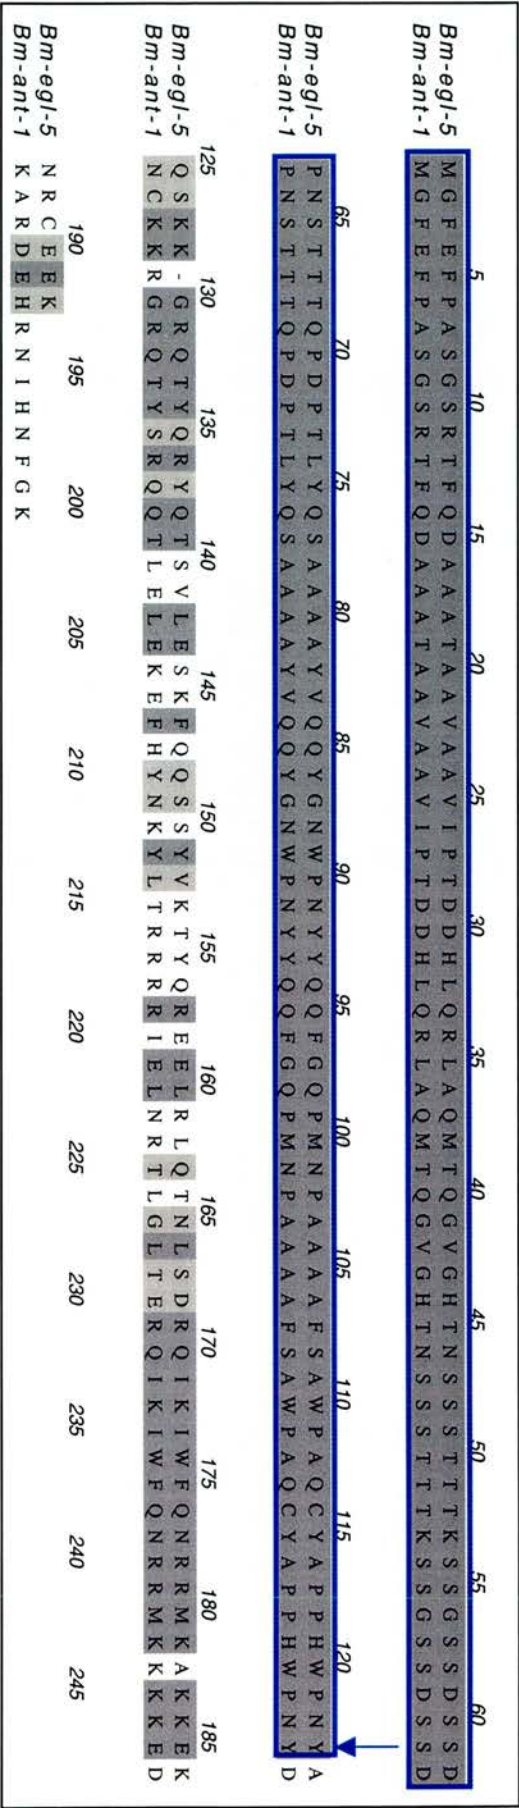 5 10 15 20 25 30 35 40 45 50 55 60
Bm-egl-5 M G F E F P A S G S R T F Q D A A A T A A V A A V I P T D D H L Q R L A Q M T Q G V G H T N S S S T T T K S S G S S D S S D
Bm-ant-1 M G F E F P A S G S R T F Q D A A A T A A V A A V I P T D D H L Q R L A Q M T Q G V G H T N S S S T T T K S S G S S D S S D
65 70 75 80 85 90 95 100 105 110 115 120
Bm-egl-5 P N S T T T Q P D P T L Y Q S A A A A Y V Q Q Y G N W P N Y Y Q Q F G Q P M N P A A A A F S A W P A Q C Y A P P H W P N Y A
Bm-ant-1 P N S T T T Q P D P T L Y Q S A A A A Y V Q Q Y G N W P N Y Y Q Q F G Q P M N P A A A A F S A W P A Q C Y A P P H W P N Y D
125 130 135 140 145 150 155 160 165 170 175 180 185
Bm-egl-5 Q S K K - G R Q T Y Q R Y Q T S V L E S K F Q Q S S Y V K T Y Q R E E L R L Q T N L S D R Q I K I W F Q N R R M K A K K E K
Bm-ant-1 N C K K R G R Q T Y S R Q Q T L E L E K E F H Y N K Y L T R R R R I E L N R T L G L T E R Q I K I W F Q N R R M K K K K E D
190 195 200 205 210 215 220 225 230 235 240 245
Bm-egl-5 N R C E E K
Bm-ant-1 K A R D E H R N I H N F G K